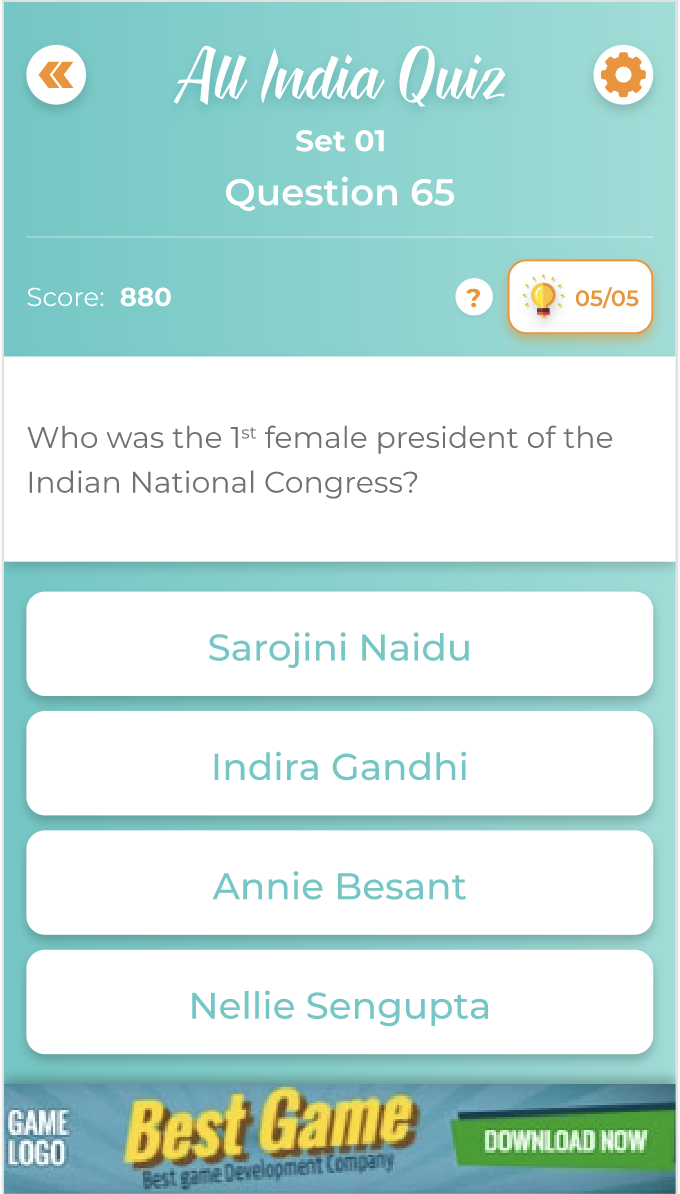 All India Quiz
Set 01
Question 65
Score: 880
?
05/05
Who was the 1st female president of the
Indian National Congress?
Sarojini Naidu
Indira Gandhi
Annie Besant
Nellie Sengupta
GAME
LOGO
Best Game
Best game Development Company
DOWNLOAD NOW